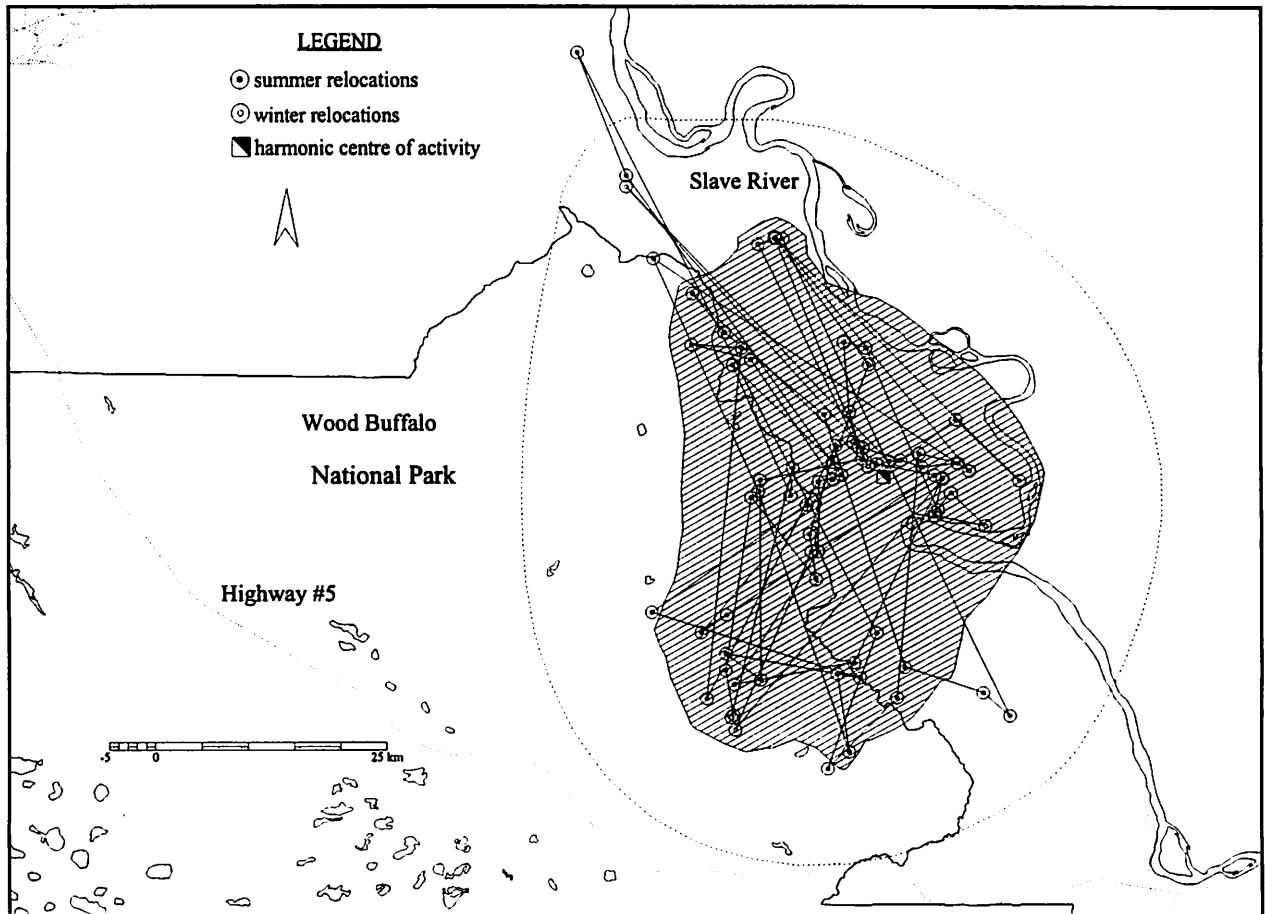 LEGEND
summer relocations
winter relocations
harmonic centre of activity
Slave River
Wood Buffalo
National Park
Highway #5
-5 0 25 km